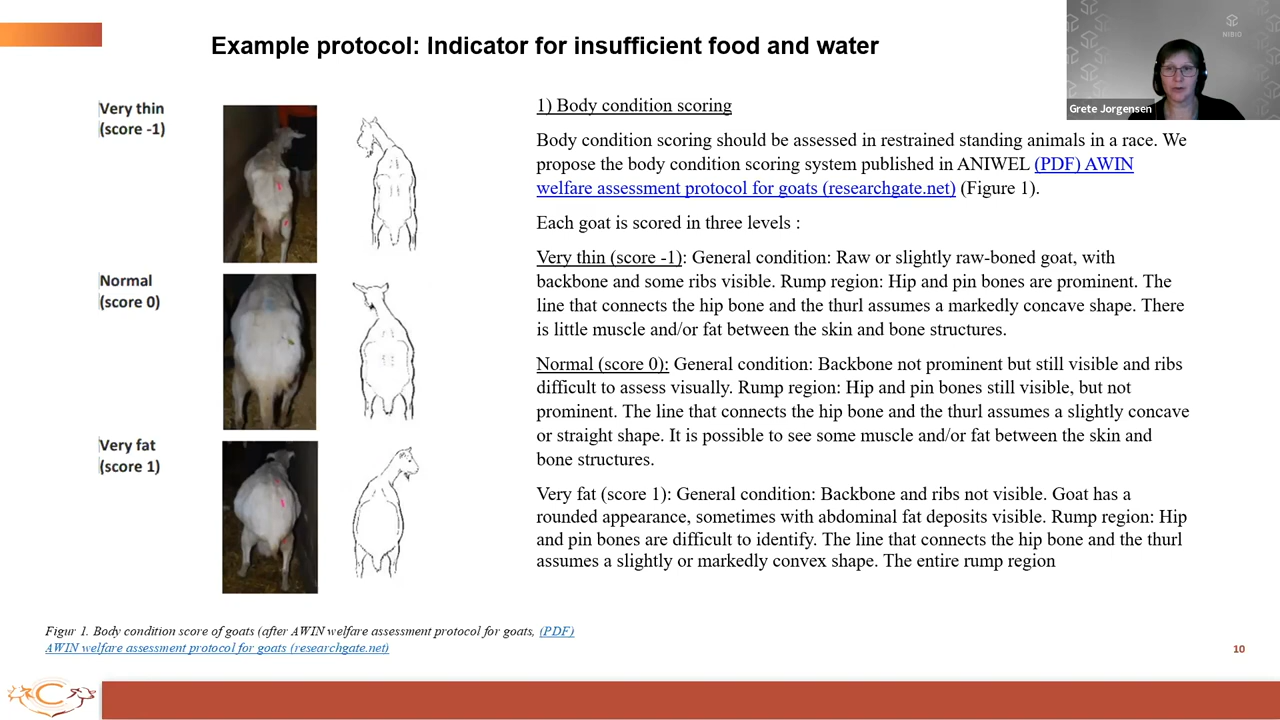 Example protocol: Indicator for insufficient food and water
NIBIO
Grete Jorgensen
Very thin
(score -1)
Normal
(score 0)
Very fat
(score 1)
1) Body condition scoring
Body condition scoring should be assessed in restrained standing animals in a race. We
propose the body condition scoring system published in ANIWEL (PDF) AWIN
welfare assessment protocol for goats (researchgate.net) (Figure 1).
Each goat is scored in three levels :
Very thin (score -1): General condition: Raw or slightly raw-boned goat, with
backbone and some ribs visible. Rump region: Hip and pin bones are prominent. The
line that connects the hip bone and the thurl assumes a markedly concave shape. There
is little muscle and/or fat between the skin and bone structures.
Normal (score 0): General condition: Backbone not prominent but still visible and ribs
difficult to assess visually. Rump region: Hip and pin bones still visible, but not
prominent. The line that connects the hip bone and the thurl assumes a slightly concave
or straight shape. It is possible to see some muscle and/or fat between the skin and
bone structures.
Very fat (score 1): General condition: Backbone and ribs not visible. Goat has a
rounded appearance, sometimes with abdominal fat deposits visible. Rump region: Hip
and pin bones are difficult to identify. The line that connects the hip bone and the thurl
assumes a slightly or markedly convex shape. The entire rump region
Figur 1. Body condition score of goats (after AWIN welfare assessment protocol for goats, (PDF)
AWIN welfare assessment protocol for goats (researchgate.net)
10
C